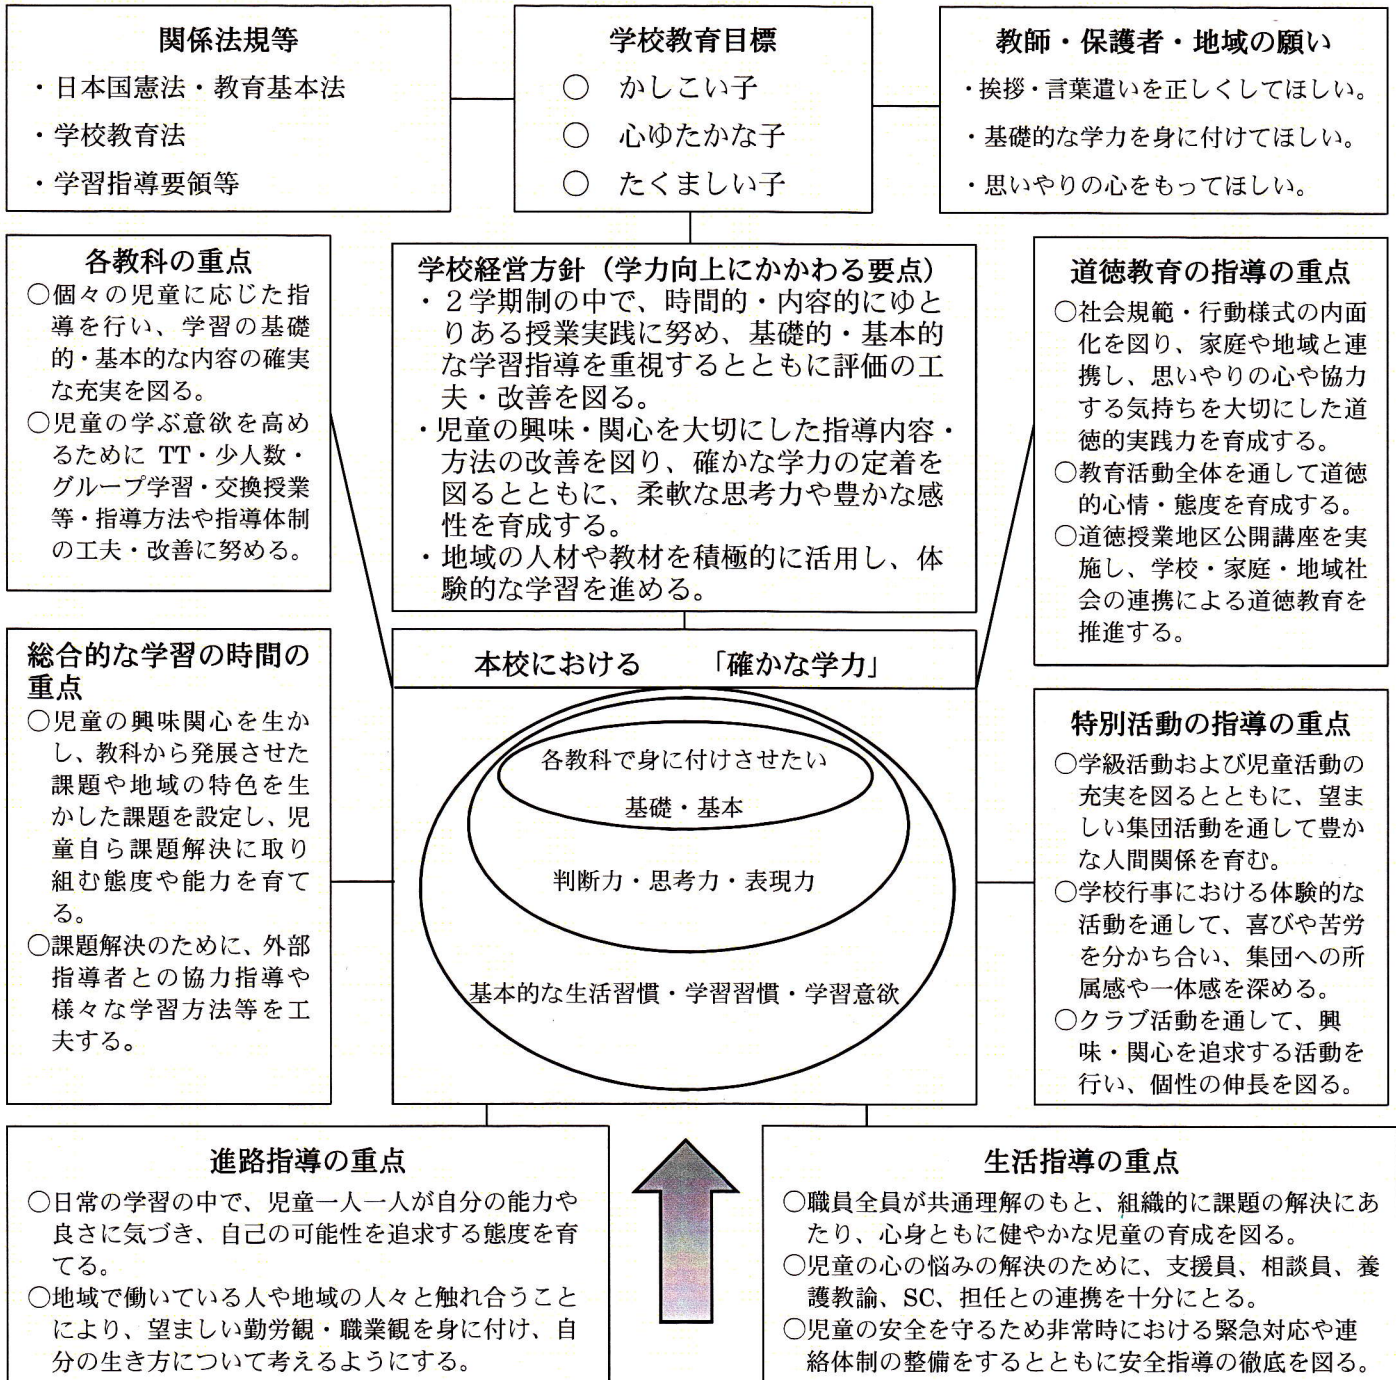 関係法規等
・日本国憲法・教育基本法
・学校教育法
・学習指導要領等
学校教育目標
○ かしこい子
○ 心ゆたかな子
○ たくましい子
教師・保護者・地域の願い
・挨拶・言葉遣いを正しくしてほしい。
・基礎的な学力を身に付けてほしい。
・思いやりの心をもってほしい。
各教科の重点
○個々の児童に応じた指
導を行い、学習の基礎
的・基本的な内容の確実
な充実を図る。
○児童の学ぶ意欲を高め
るために TT・少人数・
グループ学習・交換授業
等・指導方法や指導体制
の工夫・改善に努める。
学校経営方針(学力向上にかかわる要点)
・2学期制の中で、時間的・内容的にゆと
りある授業実践に努め、基礎的・基本的
な学習指導を重視するとともに評価の工
夫・改善を図る。
・児童の興味・関心を大切にした指導内容・
方法の改善を図り、確かな学力の定着を
図るとともに、柔軟な思考力や豊かな感
性を育成する。
・地域の人材や教材を積極的に活用し、体
験的な学習を進める。
道徳教育の指導の重点
○社会規範・行動様式の内面
化を図り、家庭や地域と連
携し、思いやりの心や協力
する気持ちを大切にした道
徳的実践力を育成する。
○教育活動全体を通して道徳
的心情・態度を育成する。
○道徳授業地区公開講座を実
施し、学校・家庭・地域社
会の連携による道徳教育を
推進する。
総合的な学習の時間の
重点
○児童の興味関心を生か
し、教科から発展させた
課題や地域の特色を生
かした課題を設定し、児
童自ら課題解決に取り
組む態度や能力を育て
る。
○課題解決のために、外部
指導者との協力指導や
様々な学習方法等を工
夫する。
本校における 「確かな学力」
各教科で身に付けさせたい
基礎・基本
判断力・思考力・表現力
基本的な生活習慣・学習習慣・学習意欲
特別活動の指導の重点
○学級活動および児童活動の
充実を図るとともに、望ま
しい集団活動を通して豊か
な人間関係を育む。
○学校行事における体験的な
活動を通して、喜びや苦労
を分かち合い、集団への所
属感や一体感を深める。
○クラブ活動を通して、興
味・関心を追求する活動を
行い、個性の伸長を図る。
進路指導の重点
○日常の学習の中で、児童一人一人が自分の能力や
良さに気づき、自己の可能性を追求する態度を育
てる。
○地域で働いている人や地域の人々と触れ合うこと
により、望ましい勤労観・職業観を身に付け、自
分の生き方について考えるようにする。
生活指導の重点
○職員全員が共通理解のもと、組織的に課題の解決にあ
たり、心身ともに健やかな児童の育成を図る。
○児童の心の悩みの解決のために、支援員、相談員、養
護教諭、SC、担任との連携を十分にとる。
○児童の安全を守るため非常時における緊急対応や連
絡体制の整備をするとともに安全指導の徹底を図る。